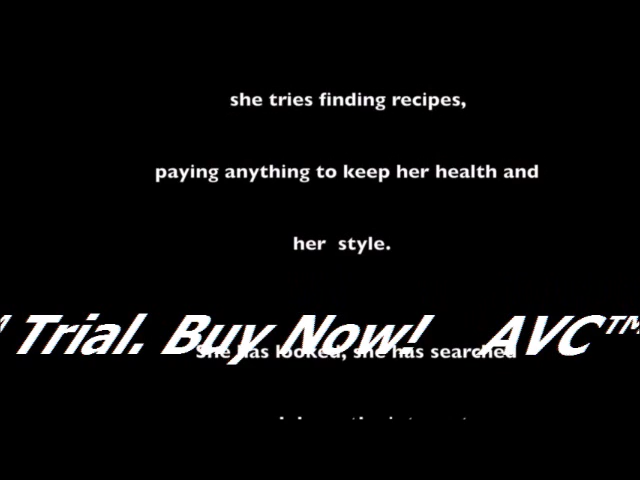 she tries finding recipes,
paying anything to keep her health and
her style.
™ Trial. Buy Now! AVC™
She has looked, she has searched